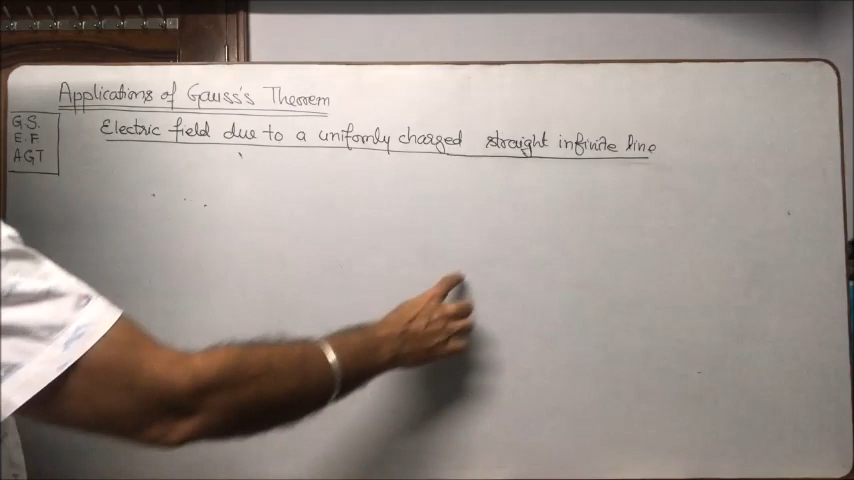 Applications of Gauss's Theorem
G.S.
E.F.
AGT
Electric field due to a uniformly charged straight infinite line